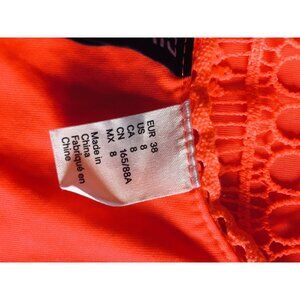 EUR 38
US 8
CA 8
CN 165/88A
MX 8
Made in
China
Fabriqué en
Chine